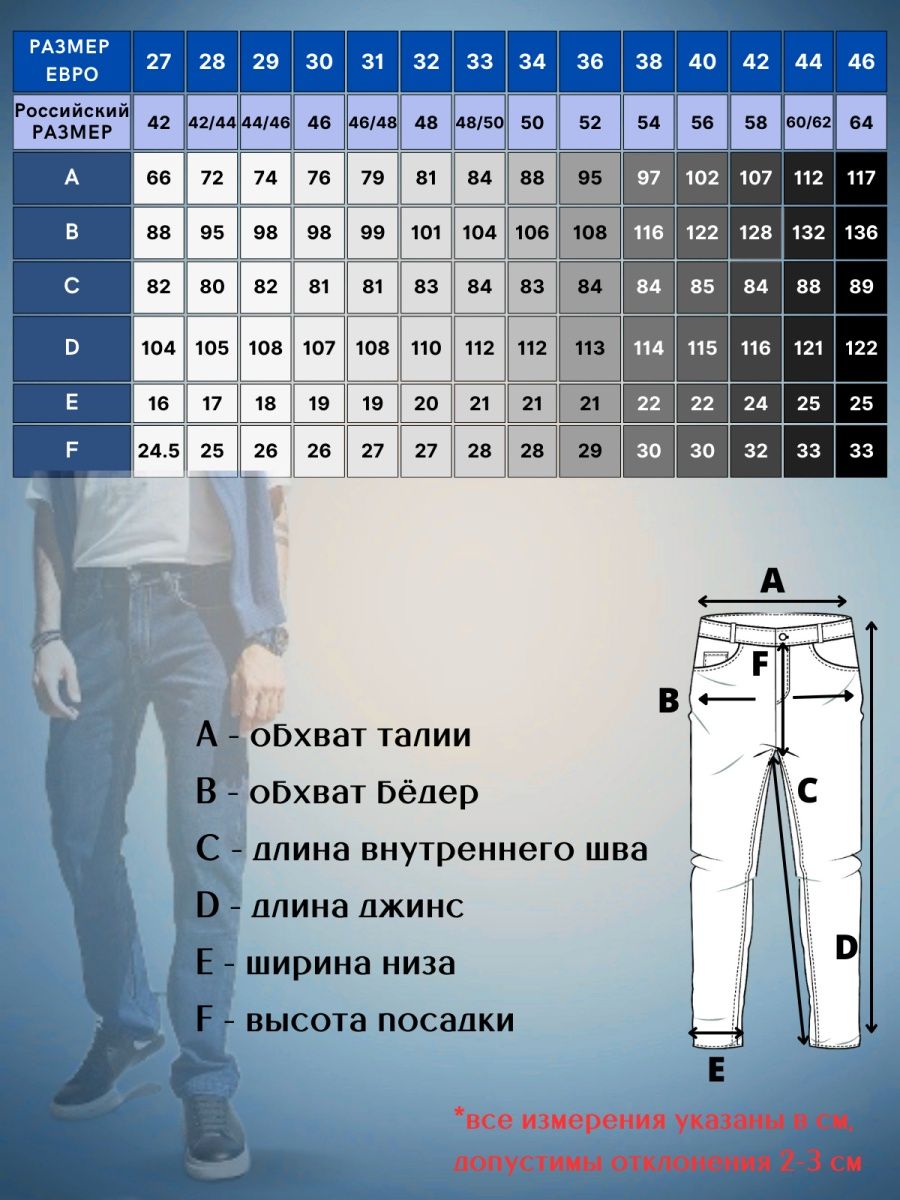 РАЗМЕР ЕВРО 27 28 29 30 31 32 33 34 36 38 40 42 44 46
Российский РАЗМЕР 42 42/44 44/46 46 46/48 48 48/50 50 52 54 56 58 60/62 64
A 66 72 74 76 79 81 84 88 95 97 102 107 112 117
B 88 95 98 98 99 101 104 106 108 116 122 128 132 136
C 82 80 82 81 81 83 84 83 84 84 85 84 88 89
D 104 105 108 107 108 110 112 112 113 114 115 116 121 122
E 16 17 18 19 19 20 21 21 21 22 22 24 25 25
F 24.5 25 26 26 27 27 28 28 29 30 30 32 33 33
A - обхват талии
B - обхват бёдер
C - длина внутреннего шва
D - длина джинс
E - ширина низа
F - высота посадки
A
F
B
C
D
E
*все измерения указаны в см,
допустимы отклонения 2-3 см